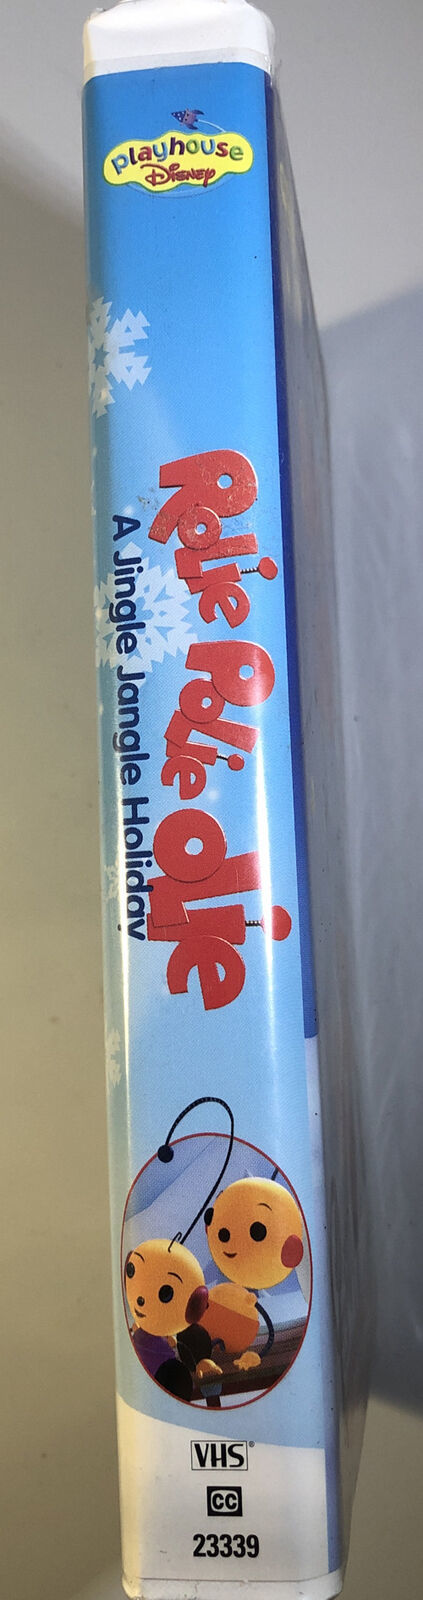 playhouse
Disney
Rolie Polie Olie
A Jingle Jangle Holiday
VHS®
CC
23339